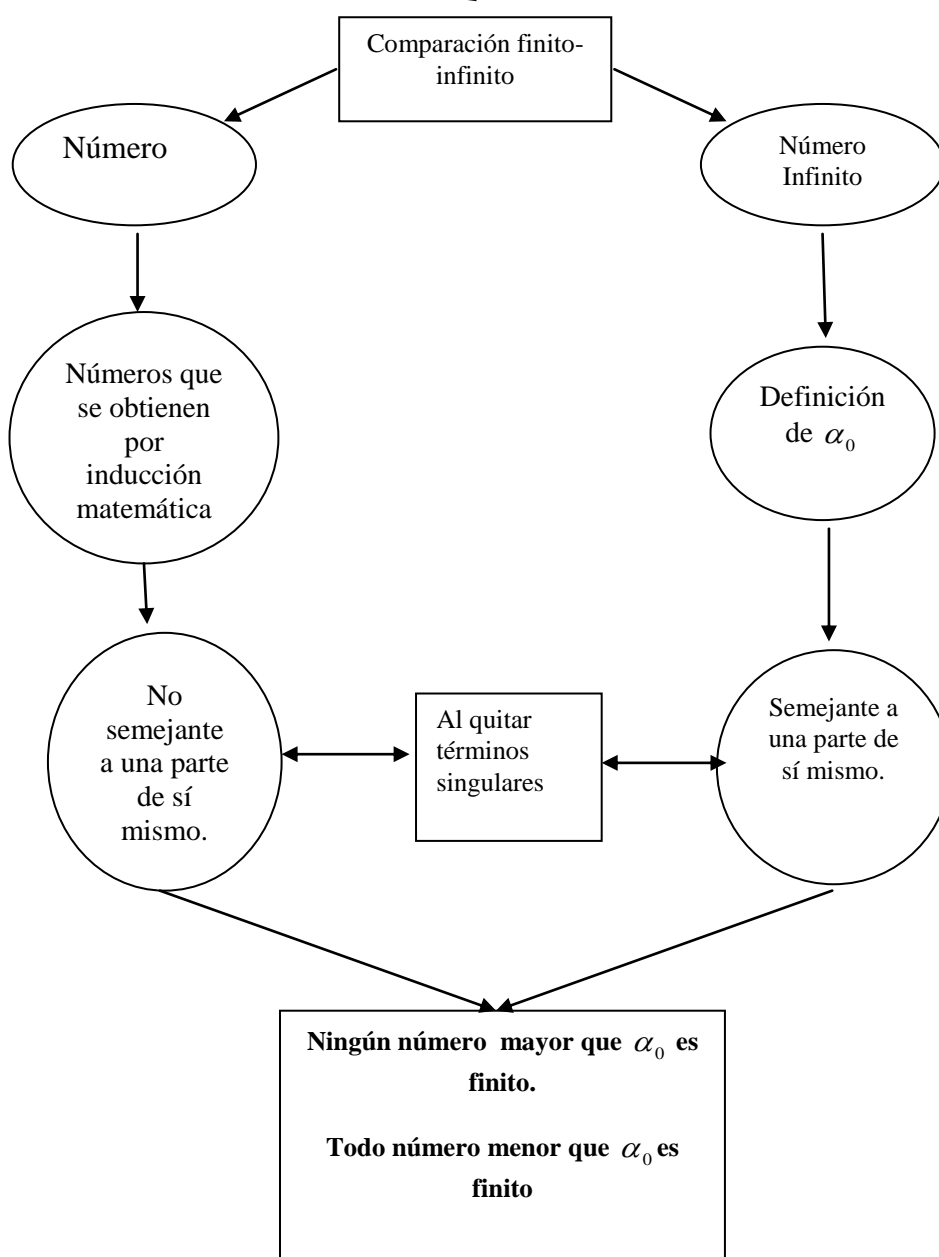 Comparación finito-
infinito
Número
Número
Infinito
Números que
se obtienen
por
inducción
matemática
Definición
de α₀
No
semejante
a una parte
de sí
mismo.
Al quitar
términos
singulares
Semejante a
una parte de
sí mismo.
Ningún número mayor que α₀ es
finito.
Todo número menor que α₀ es
finito